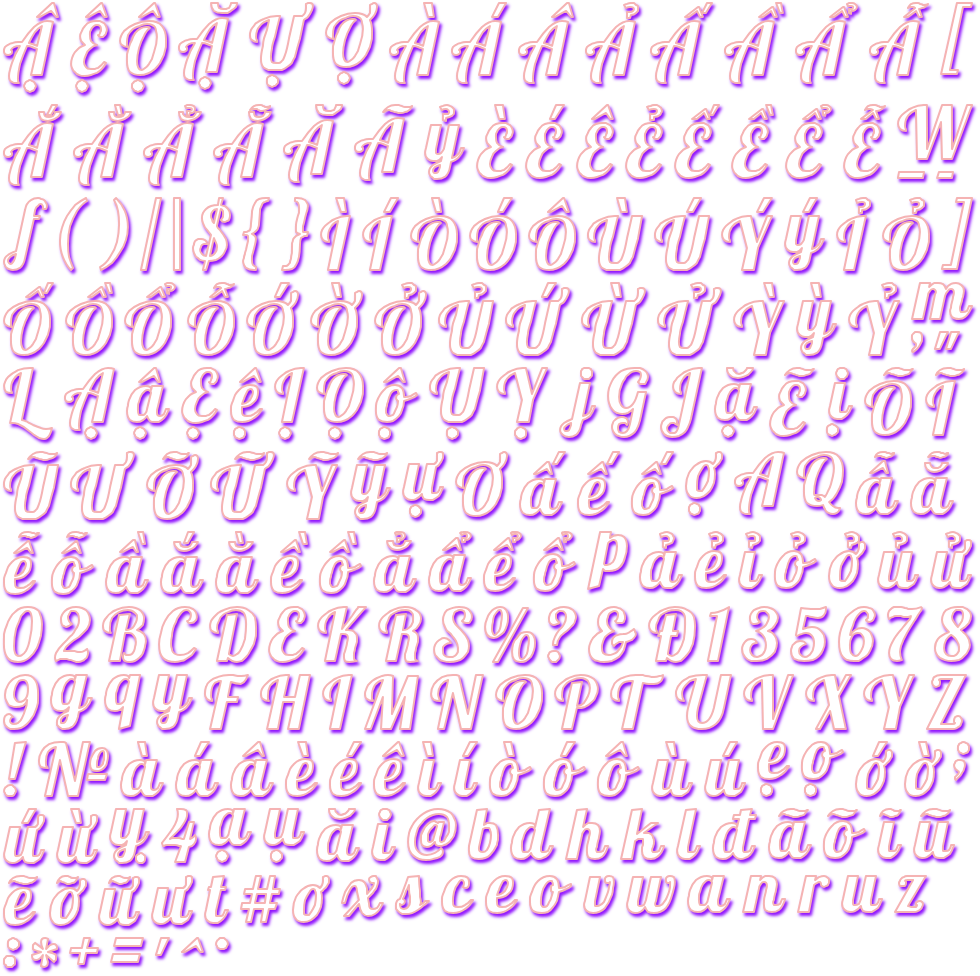 Ậ Ệ Ộ Ặ Ự Ợ À Á Â Ả Ấ Ầ Ẩ Ẫ [
Ắ Ằ Ẳ Ẵ Ă Ã ỷ È É Ê Ẻ Ế Ề Ể Ễ W
ƒ ( ) / | $ { } Ì Í Ò Ó Ô Ù Ú Ý ý Ỉ Ỏ ]
Ố Ồ Ổ Ỗ Ớ Ờ Ở Ủ Ứ Ừ Ử Ỳ ỳ Ỷ m
_ - , „
L Ạ ậ Ẹ ệ Ị Ọ ộ Ụ Ỵ j G J ặ Ẽ ị Õ Ĩ
Ũ Ư Ỡ Ữ Ỹ ỹ ự Ơ ấ ế ố ợ A Q ẫ ẵ
ễ ỗ ầ ắ ằ ề ồ ẳ ẩ ể ổ p ả ẻ ỉ ỏ ở ủ ử
0 2 B C D E K R S % ? & Đ 1 3 5 6 7 8
9 g q y F H I M N O P T U V X Y Z
! № à á â è é ê ì í ò ó ô ù ú ẹ ọ ớ ờ ;
ứ ừ ỵ 4 ạ ụ ă i @ b d h k l đ ã õ ĩ ũ
ẽ ỡ ữ ư t # ơ x s c e o v w a n r u z
: * + = ' ^ .